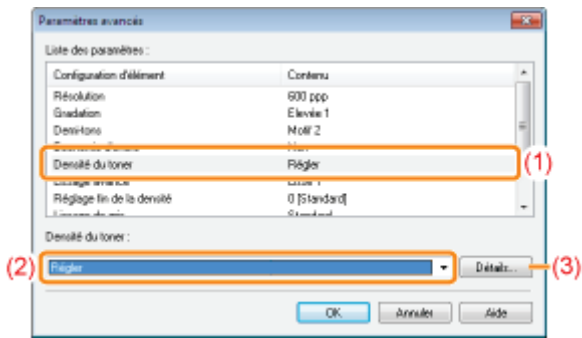 Paramètres avancés
Liste des paramètres :
Configuration d'élément Contenu
Résolution 600 ppp
Gradation Elevée 1
Demi-tons Motif 2
Densité du toner Régler
(1)
Réglage fin de la densité 0 [Standard]
Densité du toner :
(2) Régler Détails... (3)
OK Annuler Aide